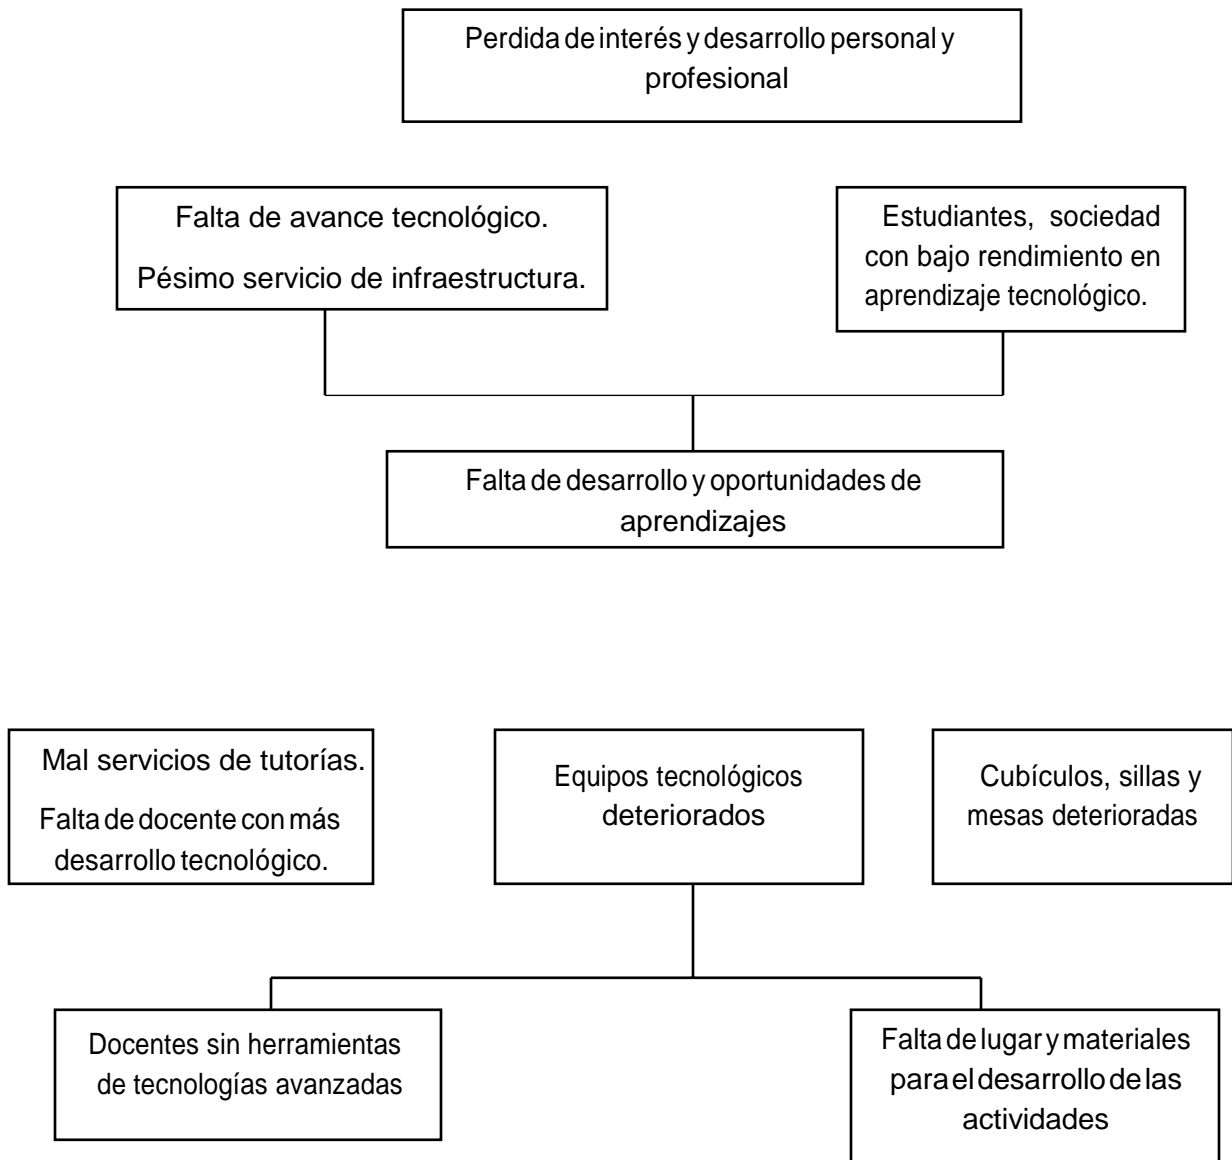 Perdida de interés y desarrollo personal y
profesional
Falta de avance tecnológico.
Pésimo servicio de infraestructura.
Estudiantes, sociedad
con bajo rendimiento en
aprendizaje tecnológico.
Falta de desarrollo y oportunidades de
aprendizajes
Mal servicios de tutorías.
Falta de docente con más
desarrollo tecnológico.
Equipos tecnológicos
deteriorados
Cubículos, sillas y
mesas deterioradas
Docentes sin herramientas
de tecnologías avanzadas
Falta de lugar y materiales
para el desarrollo de las
actividades